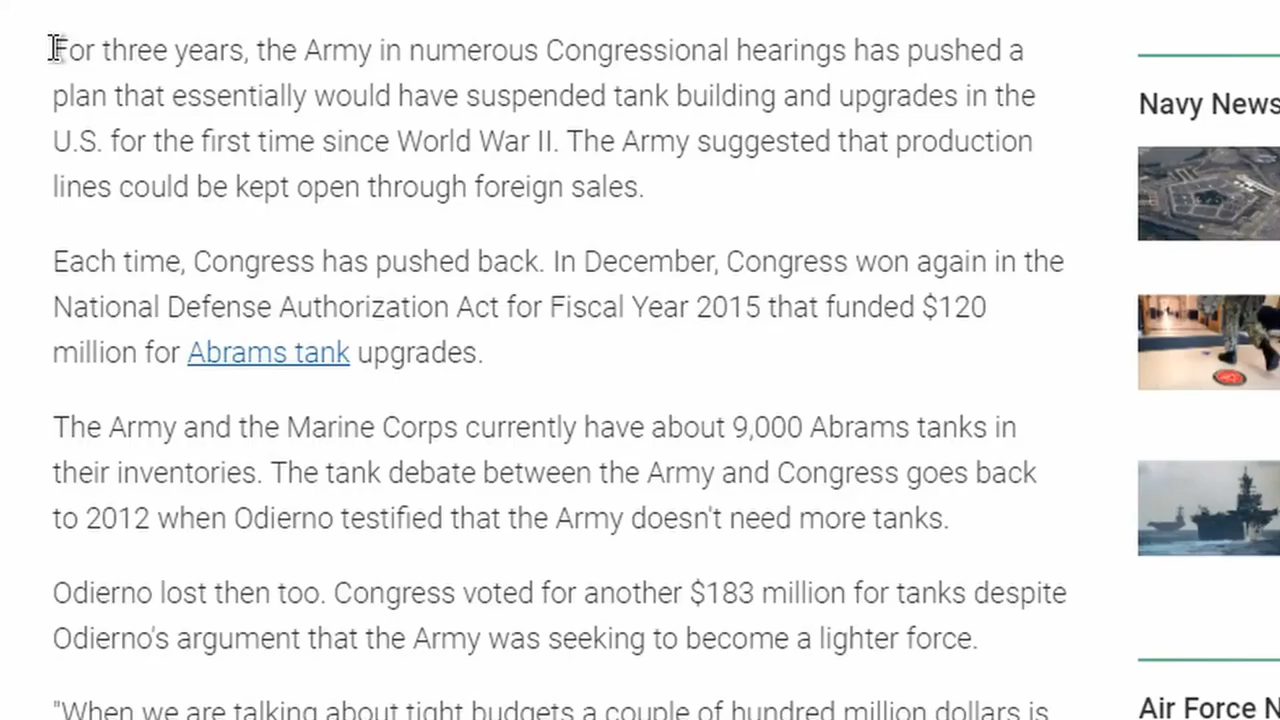 For three years, the Army in numerous Congressional hearings has pushed a
plan that essentially would have suspended tank building and upgrades in the
U.S. for the first time since World War II. The Army suggested that production
lines could be kept open through foreign sales.
Each time, Congress has pushed back. In December, Congress won again in the
National Defense Authorization Act for Fiscal Year 2015 that funded $120
million for Abrams tank upgrades.
The Army and the Marine Corps currently have about 9,000 Abrams tanks in
their inventories. The tank debate between the Army and Congress goes back
to 2012 when Odierno testified that the Army doesn't need more tanks.
Odierno lost then too. Congress voted for another $183 million for tanks despite
Odierno's argument that the Army was seeking to become a lighter force.
"When we are talking about tight budgets a couple of hundred million dollars is
Navy News
Air Force N